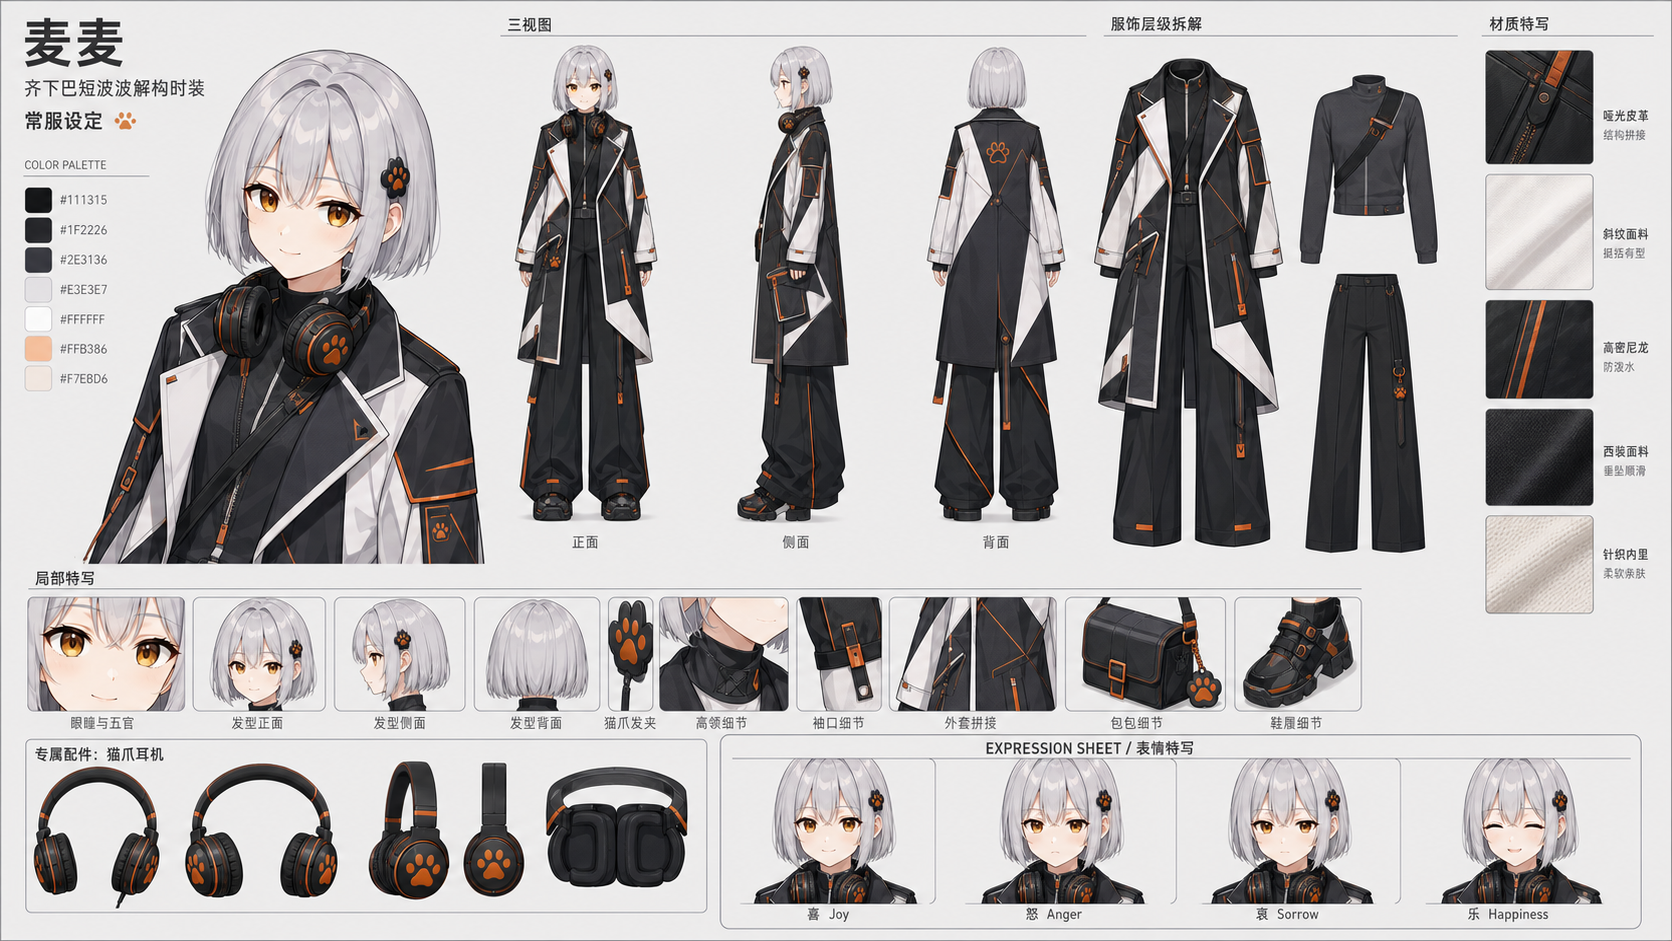 麦麦
齐下巴短波波解构时装
常服设定
COLOR PALETTE
#111315
#1F2226
#2E3136
#E3E3E7
#FFFFFF
#FFB386
#F7EBD6
三视图
正面
侧面
背面
服饰层级拆解
材质特写
哑光皮革
结构拼接
斜纹面料
挺括有型
高密尼龙
防泼水
西装面料
垂坠顺滑
针织内里
柔软亲肤
局部特写
眼瞳与五官
发型正面
发型侧面
发型背面
猫爪发夹
高领细节
袖口细节
外套拼接
包包细节
鞋履细节
专属配件：猫爪耳机
EXPRESSION SHEET / 表情特写
喜 Joy
怒 Anger
哀 Sorrow
乐 Happiness